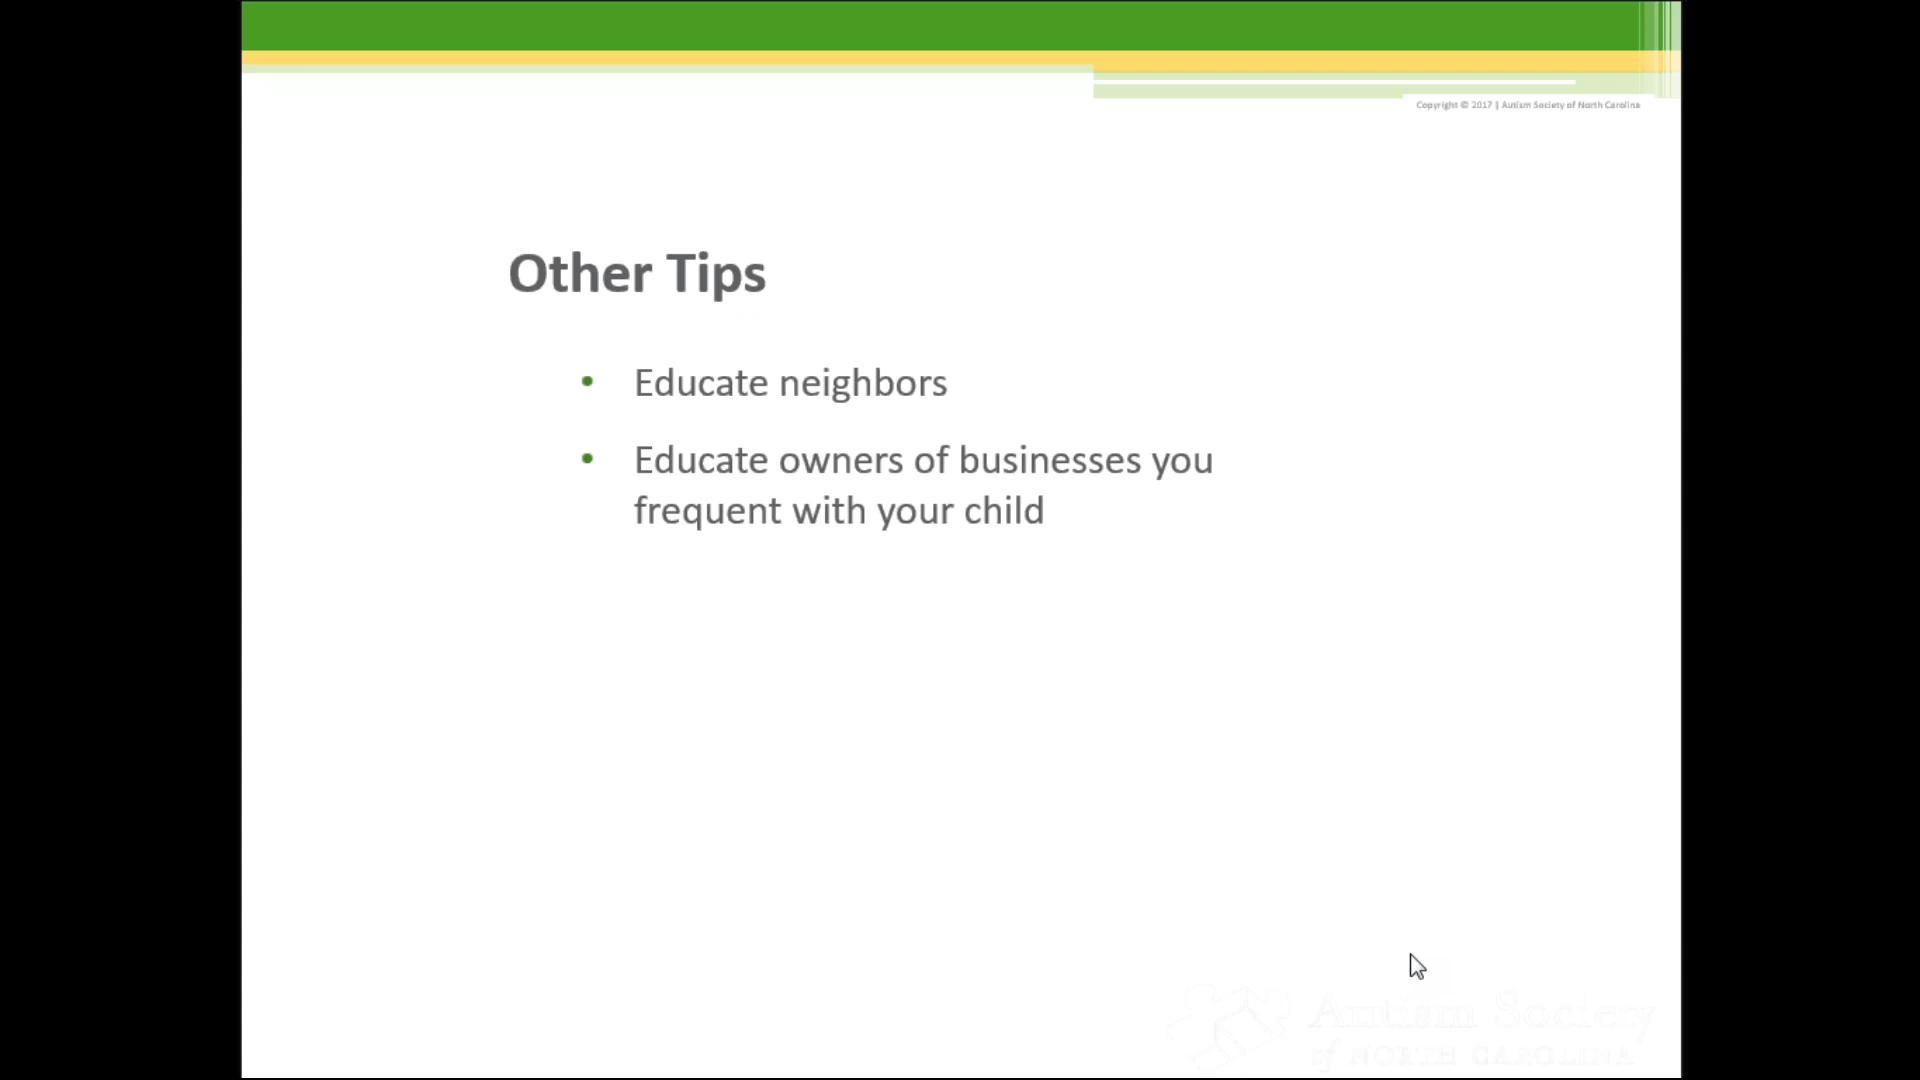 Copyright © 2017 | Autism Society of North Carolina
Other Tips
• Educate neighbors
• Educate owners of businesses you
frequent with your child
Autism Society
of NORTH CAROLINA